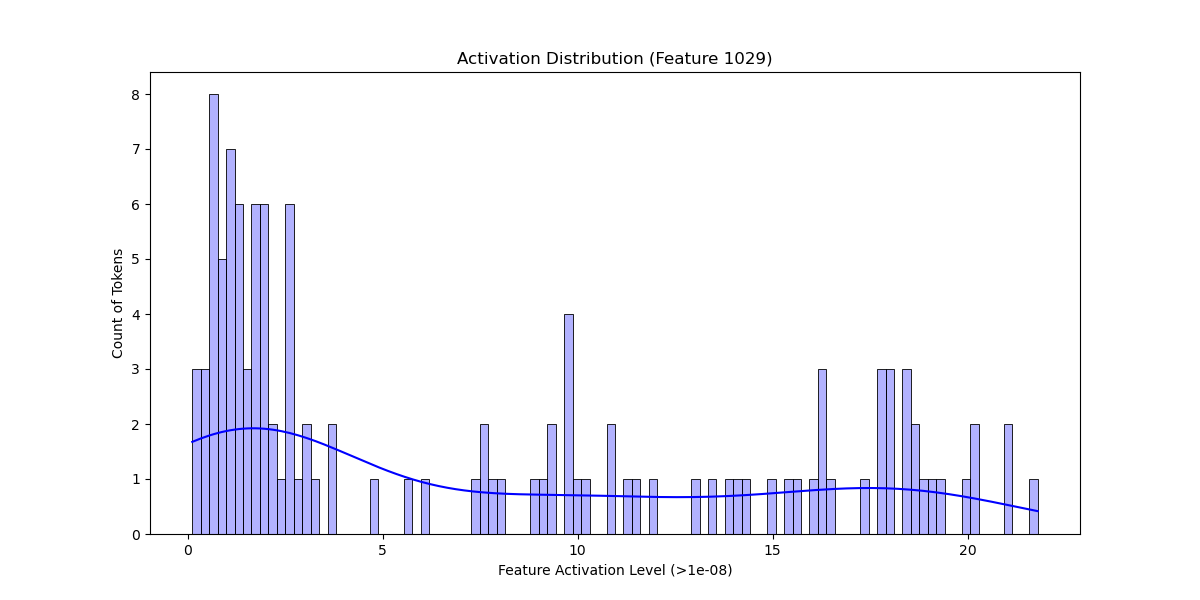 Activation Distribution (Feature 1029)
8
7
6
5
4
3
2
1
0
Count of Tokens
0 5 10 15 20
Feature Activation Level (>1e-08)